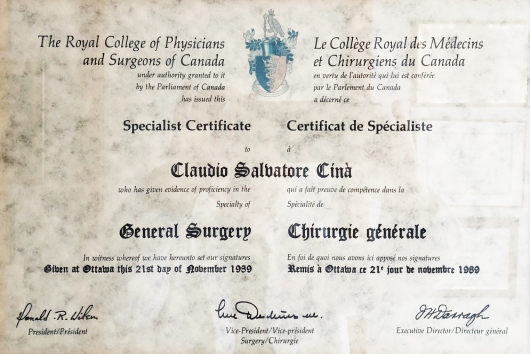 The Royal College of Physicians
and Surgeons of Canada
under authority granted to it
by the Parliament of Canada
has issued this
Le Collège Royal des Médecins
et Chirurgiens du Canada
en vertu de l'autorité qui lui est conférée
par le Parlement du Canada
a décerné ce
Specialist Certificate
Certificat de Spécialiste
to
à
Claudio Salvatore Cinà
who has given evidence of proficiency in the
Specialty of
qui a fait preuve de compétence dans la
Spécialité de
General Surgery
Chirurgie générale
In witness whereof we have hereunto set our signatures
Given at Ottawa this 21st day of November 1989
En foi de quoi nous avons ici apposé nos signatures
Remis à Ottawa ce 21e jour de novembre 1989
Donald R. Wilson
President/Président
Vice-President/Vice-président
Surgery/Chirurgie
Executive Director/Directeur général